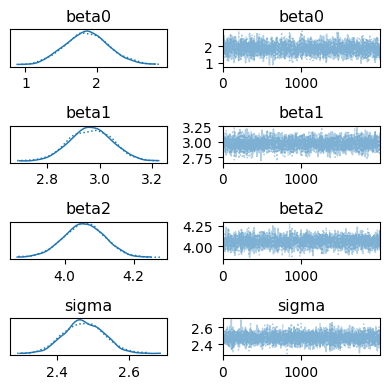 beta0 beta0
2
1
1 2 0 1000
beta1 beta1
3.25
3.00
2.75
2.8 3.0 3.2 0 1000
beta2 beta2
4.25
4.00
4.0 4.2 0 1000
sigma sigma
2.6
2.4
2.4 2.6 0 1000